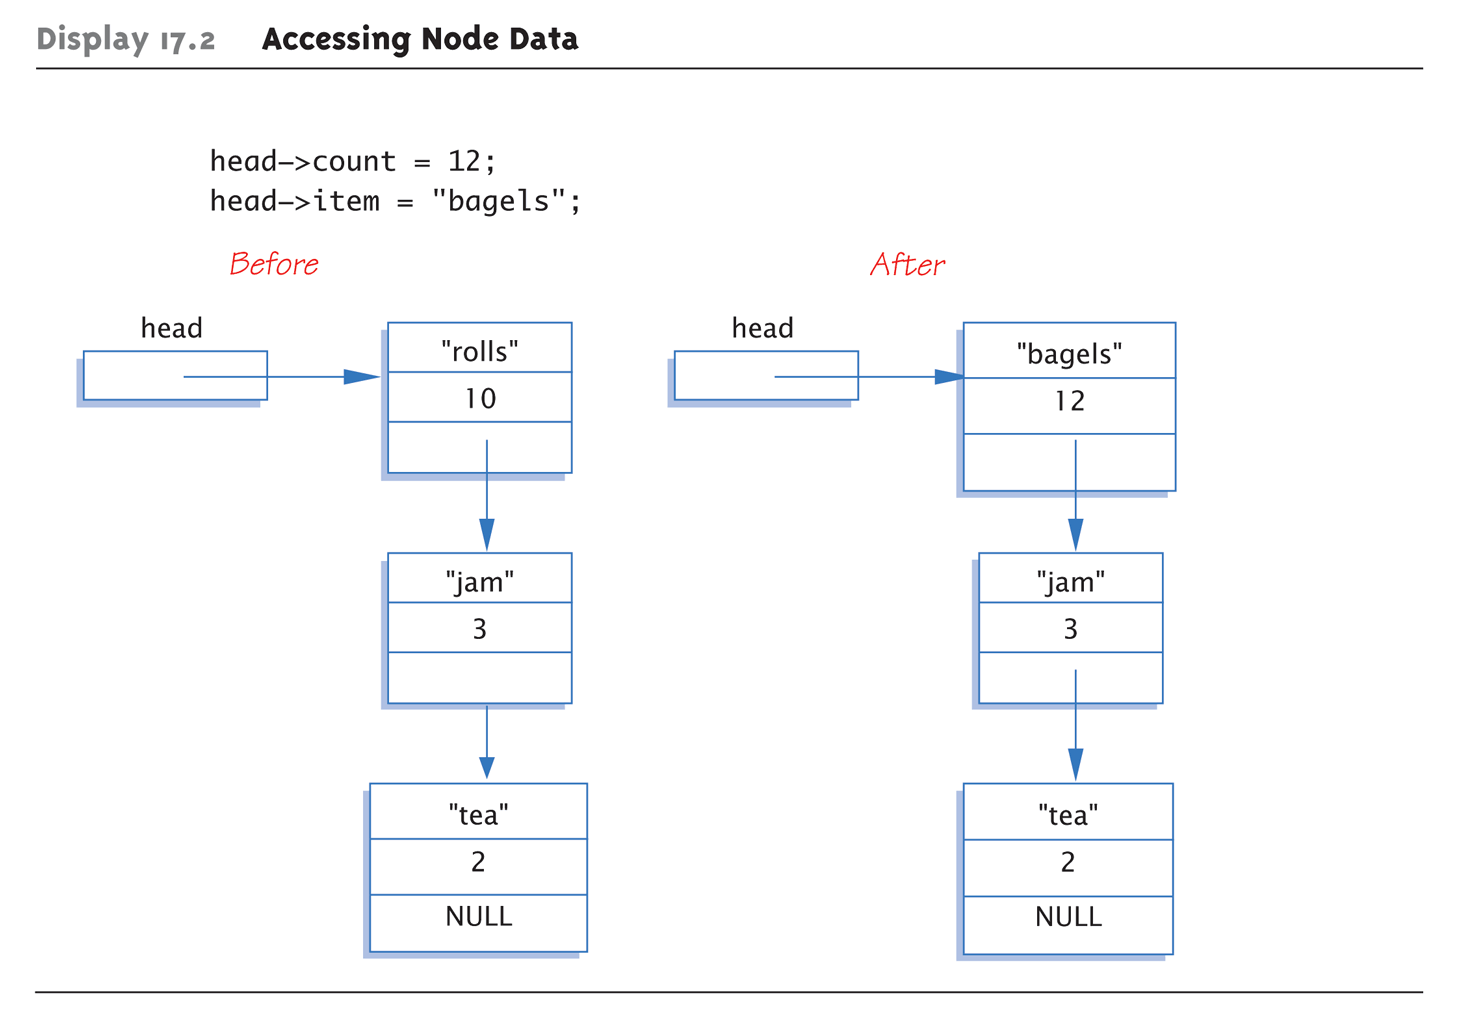 Display 17.2 Accessing Node Data
head—>count = 12;
head—>item = "bagels";
Before
head
"rolls"
10
"jam"
3
"tea"
2
NULL
After
head
"bagels"
12
"jam"
3
"tea"
2
NULL